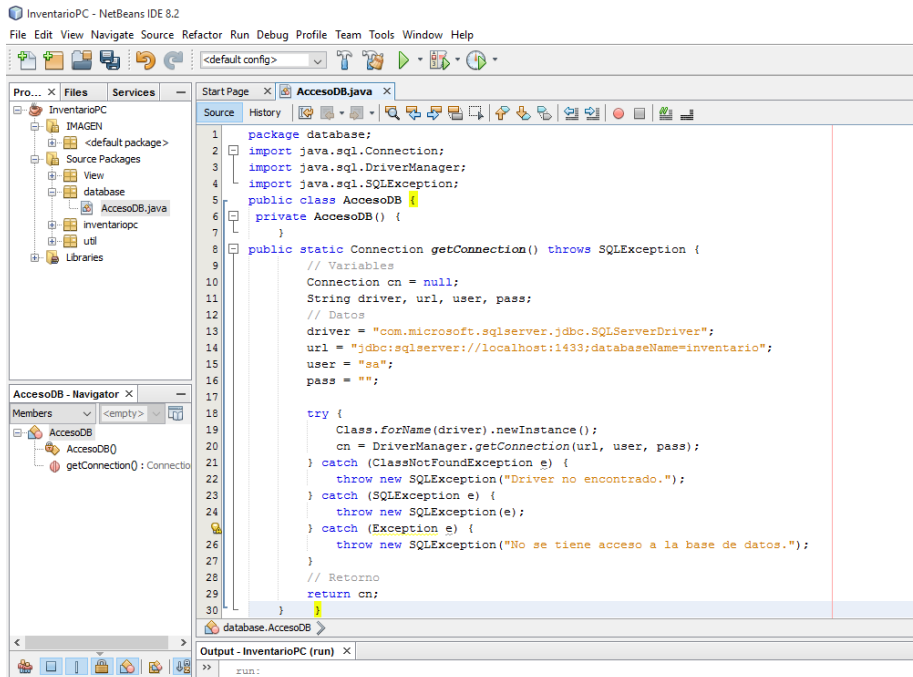 InventarioPC - NetBeans IDE 8.2
File Edit View Navigate Source Refactor Run Debug Profile Team Tools Window Help
<default config>
Pro... × Files Services
Start Page × AccesoDB.java ×
Source History
InventarioPC
IMAGEN
<default package>
Source Packages
View
database
AccesoDB.java
inventariopc
util
Libraries
1 package database;
2 import java.sql.Connection;
3 import java.sql.DriverManager;
4 import java.sql.SQLException;
5 public class AccesoDB {
6 private AccesoDB() {
7 }
8 public static Connection getConnection() throws SQLException {
9 // Variables
10 Connection cn = null;
11 String driver, url, user, pass;
12 // Datos
13 driver = "com.microsoft.sqlserver.jdbc.SQLServerDriver";
14 url = "jdbc:sqlserver://localhost:1433;databaseName=inventario";
15 user = "sa";
16 pass = "";
17
18 try {
19 Class.forName(driver).newInstance();
20 cn = DriverManager.getConnection(url, user, pass);
21 } catch (ClassNotFoundException e) {
22 throw new SQLException("Driver no encontrado.");
23 } catch (SQLException e) {
24 throw new SQLException(e);
} catch (Exception e) {
26 throw new SQLException("No se tiene acceso a la base de datos.");
27 }
28 // Retorno
29 return cn;
30 } }
AccesoDB - Navigator ×
Members <empty>
AccesoDB
AccesoDB()
getConnection() : Connectio
database.AccesoDB
Output - InventarioPC (run) ×
run: